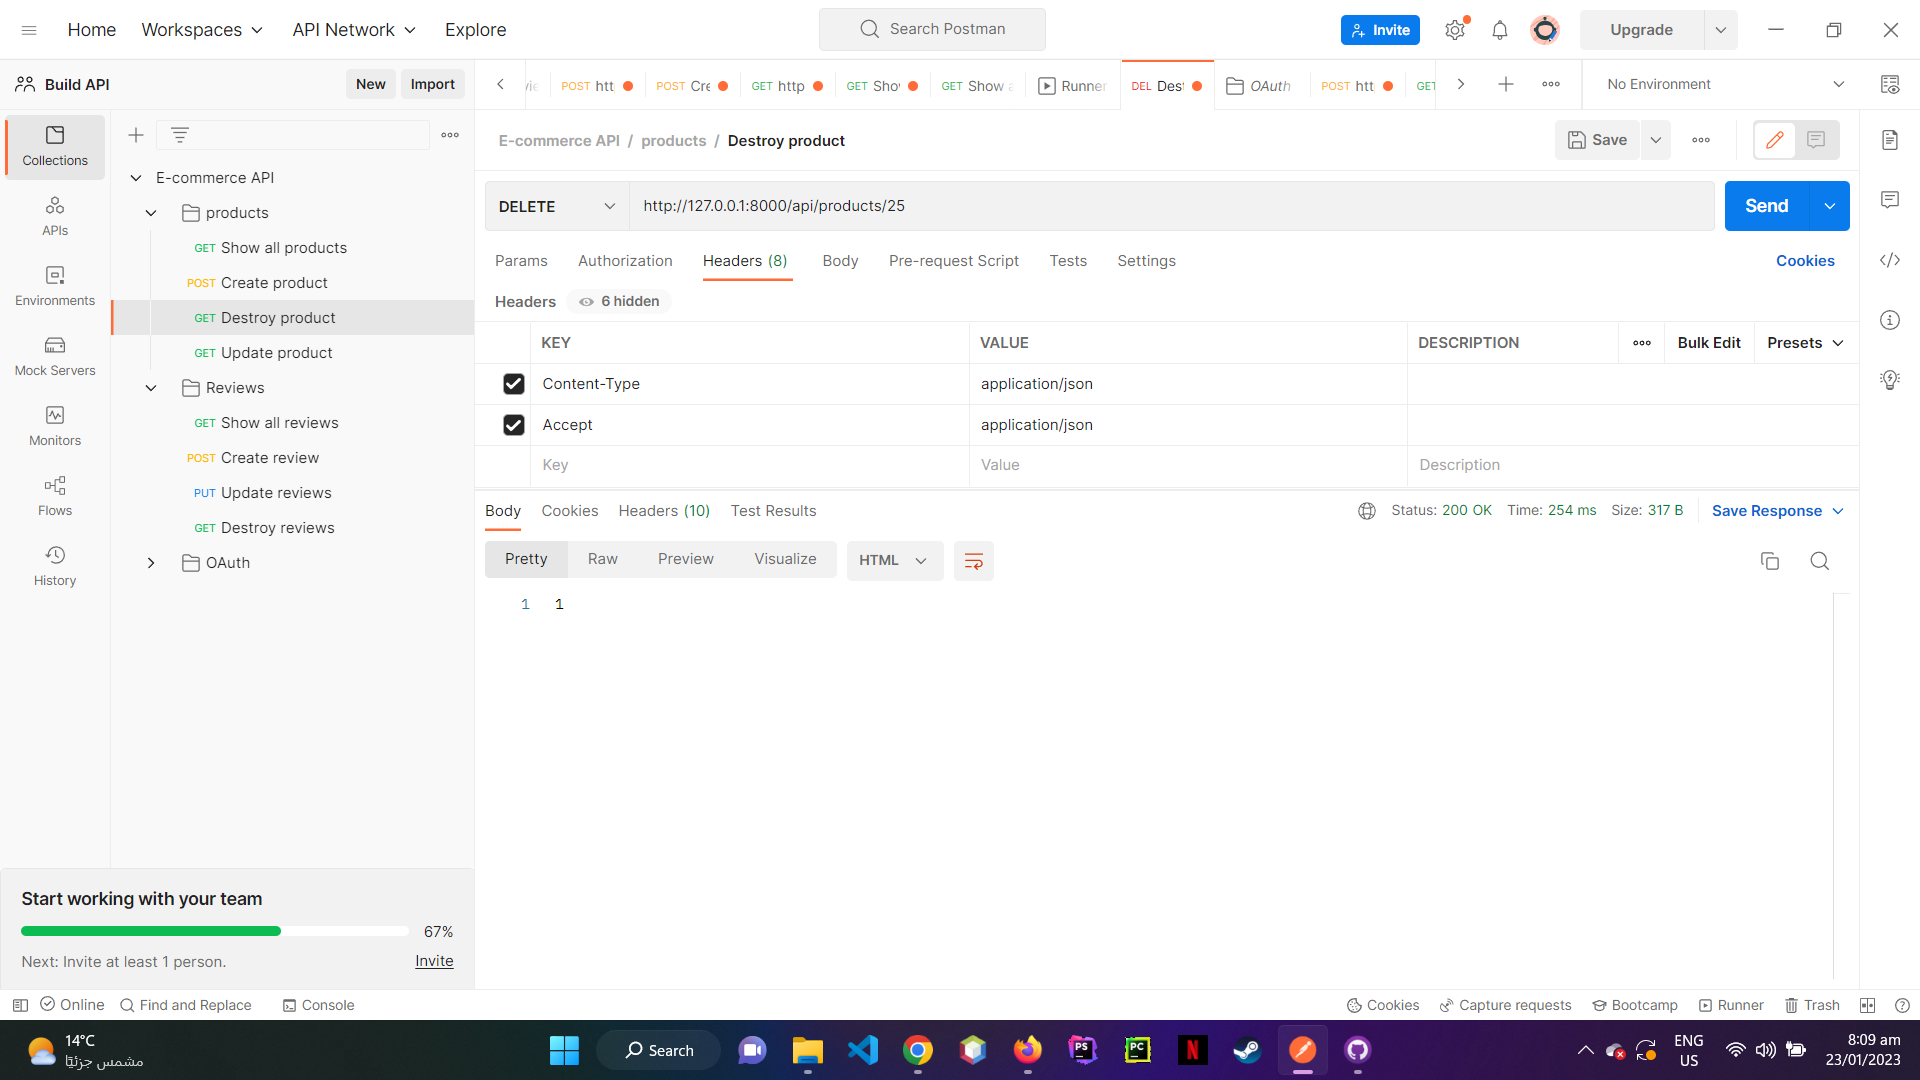 Home
Workspaces
API Network
Explore
Search Postman
Invite
Upgrade
Build API
New
Import
POST
POST
GET http
GET
GET Show
Runner
DEL
OAuth
POST
GET
No Environment
Collections
APIs
Environments
Mock Servers
Monitors
Flows
History
E-commerce API
products
GET Show all products
POST Create product
GET Destroy product
GET Update product
Reviews
GET Show all reviews
POST Create review
PUT Update reviews
GET Destroy reviews
OAuth
Start working with your team
67%
Next: Invite at least 1 person.
Invite
E-commerce API / products / Destroy product
Save
DELETE
http://127.0.0.1:8000/api/products/25
Send
Params
Authorization
Headers (8)
Body
Pre-request Script
Tests
Settings
Cookies
Headers
6 hidden
KEY
VALUE
DESCRIPTION
Bulk Edit
Presets
Content-Type
application/json
Accept
application/json
Key
Value
Description
Body
Cookies
Headers (10)
Test Results
Status: 200 OK
Time: 254 ms
Size: 317 B
Save Response
Pretty
Raw
Preview
Visualize
HTML
1 1
Online
Find and Replace
Console
Cookies
Capture requests
Bootcamp
Runner
Trash
14°C
مشمس جزئيًا
Search
PS
PC
N
ENG
US
8:09 am
23/01/2023